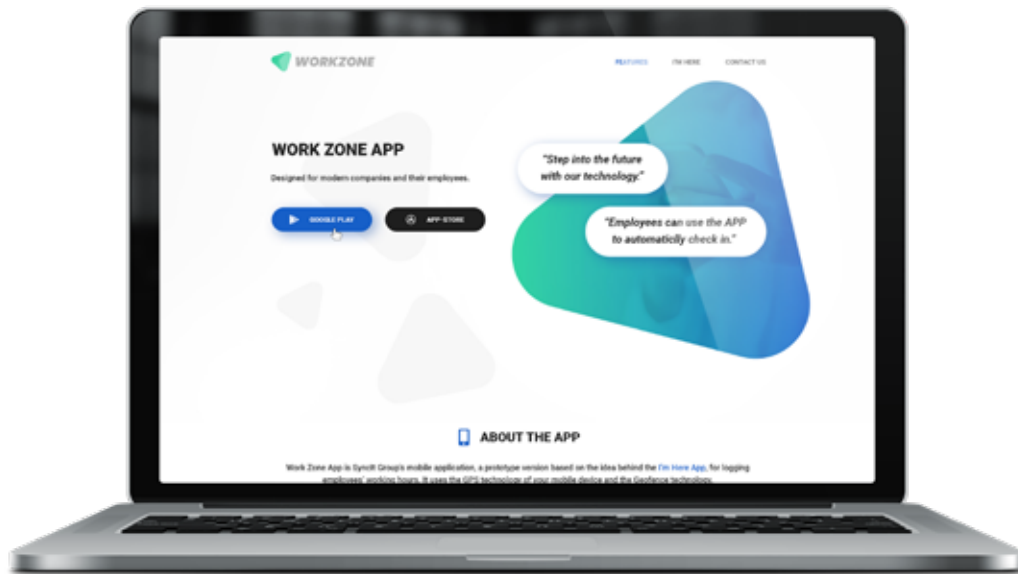 WORKZONE
FEATURES
I'M HERE
CONTACT US
WORK ZONE APP
Designed for modern companies and their employees.
GOOGLE PLAY
APP-STORE
"Step into the future
with our technology."
"Employees can use the APP
to automaticlly check in."
ABOUT THE APP
Work Zone App is SyncIt Group's mobile application, a prototype version based on the idea behind the I'm Here App, for logging
employees' working hours. It uses the GPS technology of your mobile device and the Geofence technology.